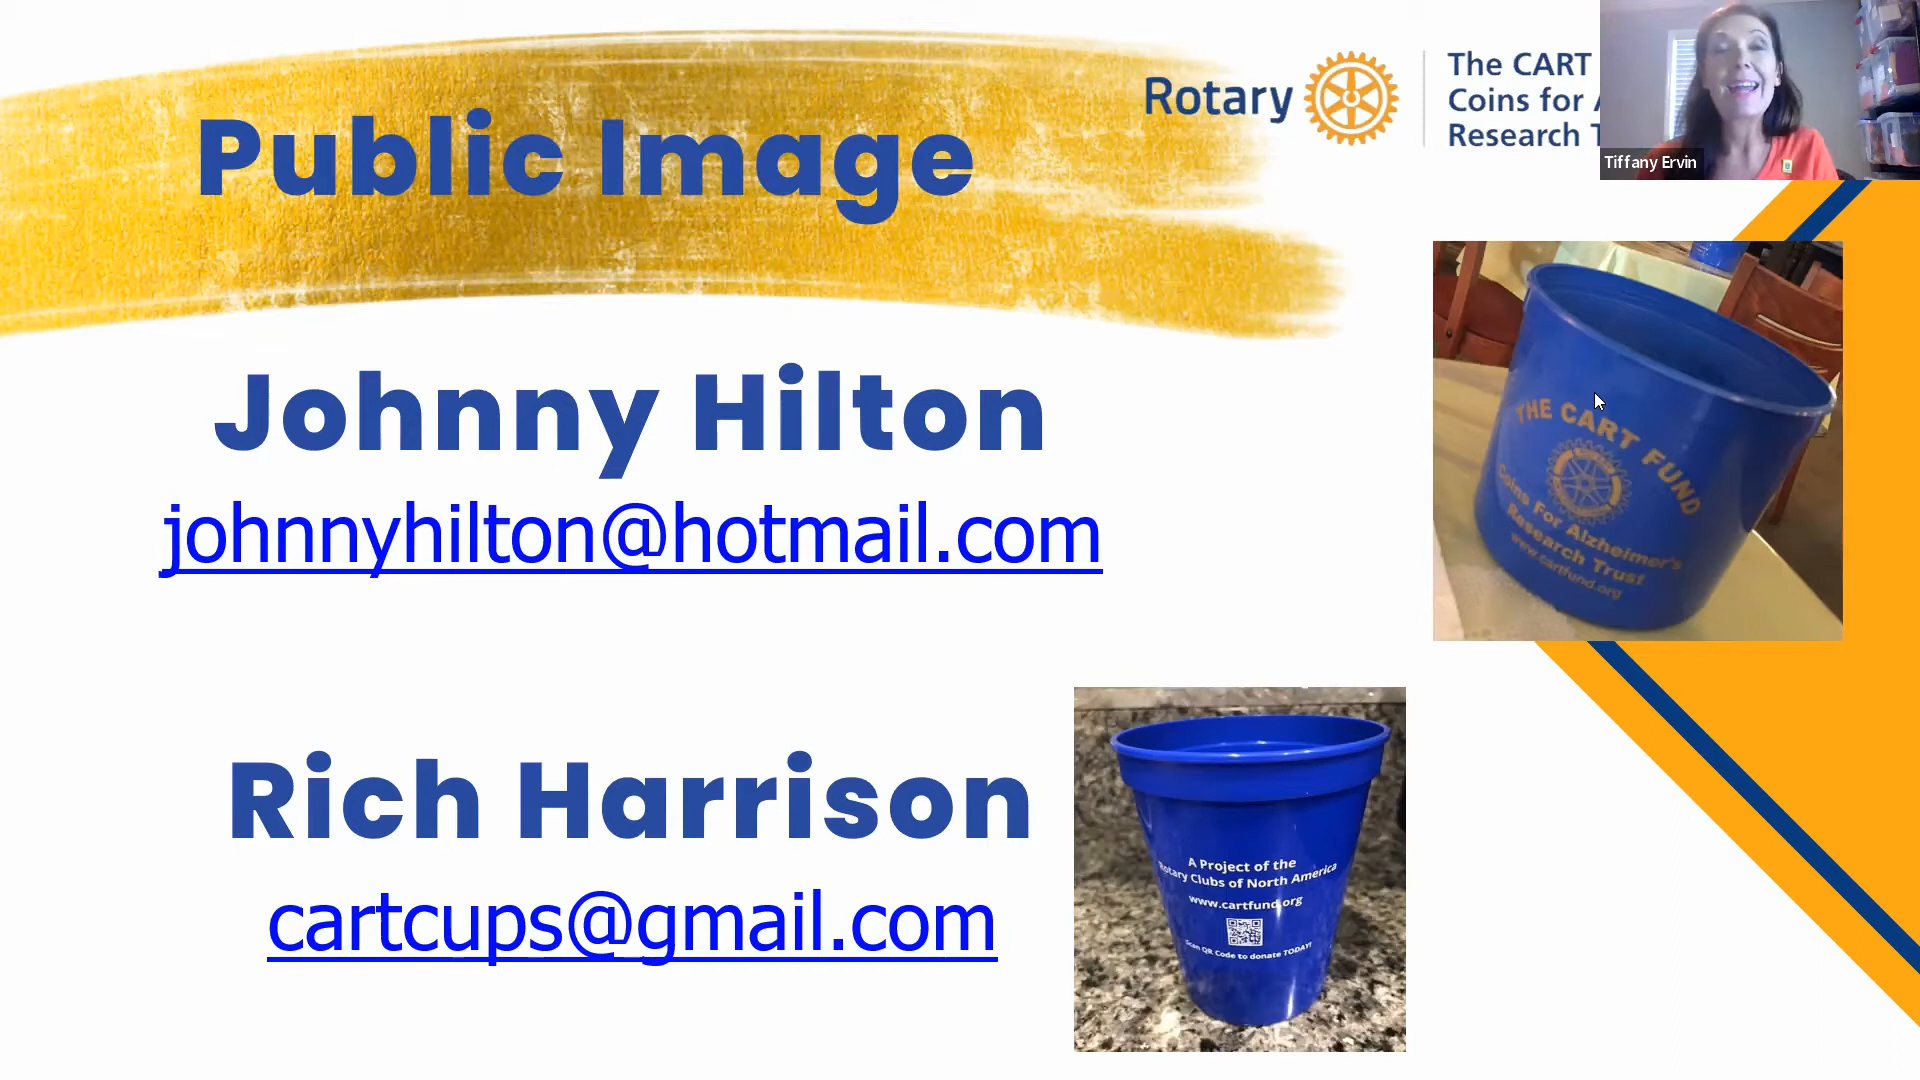 Public Image
Rotary
The CART
Coins for
Research
Tiffany Ervin
Johnny Hilton
johnnyhilton@hotmail.com
THE CART FUND
Coins For Alzheimer's
Research Trust
www.cartfund.org
Rich Harrison
cartcups@gmail.com
A Project of the
Rotary Clubs of North America
www.cartfund.org
Scan QR Code to donate TODAY!